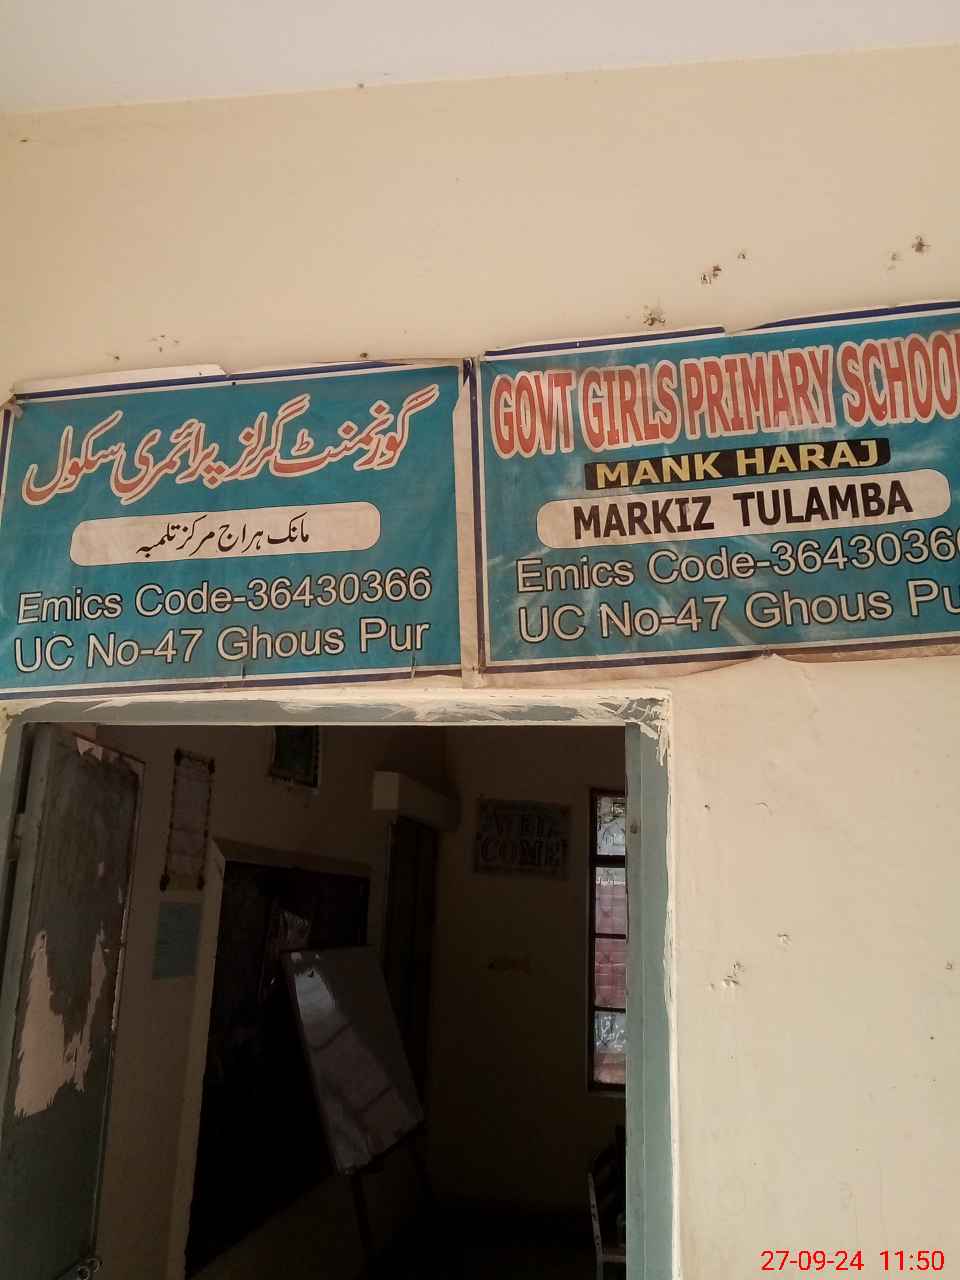 گورنمنٹ گرلز پرائمری سکول
مانک ہراج مرکز تلمبہ
Emics Code-36430366
UC No-47 Ghous Pur
GOVT GIRLS PRIMARY SCHOOL
MANK HARAJ
MARKIZ TULAMBA
Emics Code-3643036
UC No-47 Ghous Pu
WEL
COME
27-09-24 11:50